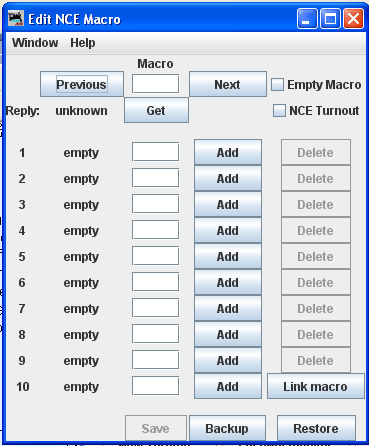 Edit NCE Macro
Window Help
Macro
Previous Next Empty Macro
Reply: unknown Get NCE Turnout
1 empty Add Delete
2 empty Add Delete
3 empty Add Delete
4 empty Add Delete
5 empty Add Delete
6 empty Add Delete
7 empty Add Delete
8 empty Add Delete
9 empty Add Delete
10 empty Add Link macro
Save Backup Restore